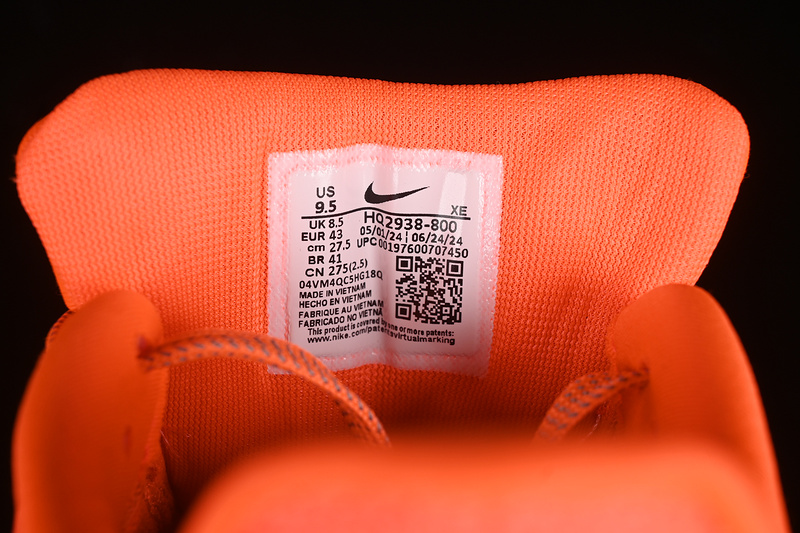 US
9.5
XE
UK 8.5
HQ2938-800
EUR 43
05/01/24 | 06/24/24
cm 27.5
UPC 00197600707450
BR 41
CN 275(2.5)
04VM4QC5HG18Q
MADE IN VIETNAM
HECHO EN VIETNAM
FABRIQUE AU VIETNAM
FABRICADO NO VIETNÃ
This product is covered by one or more patents:
www.nike.com/patentsvirtualmarking